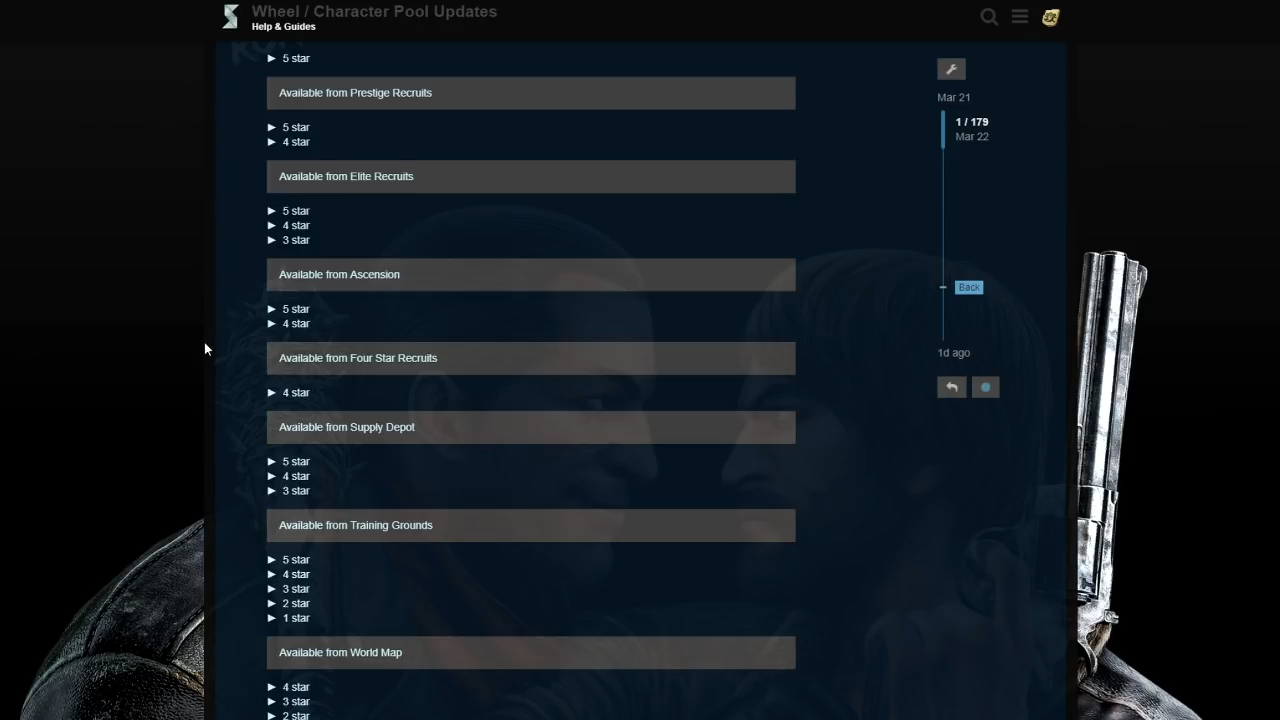 Wheel / Character Pool Updates
Help & Guides
► 5 star
Available from Prestige Recruits
► 5 star
► 4 star
Available from Elite Recruits
► 5 star
► 4 star
► 3 star
Available from Ascension
► 5 star
► 4 star
Available from Four Star Recruits
► 4 star
Available from Supply Depot
► 5 star
► 4 star
► 3 star
Available from Training Grounds
► 5 star
► 4 star
► 3 star
► 2 star
► 1 star
Available from World Map
► 4 star
► 3 star
► 2 star
Mar 21
1 / 179
Mar 22
Back
1d ago